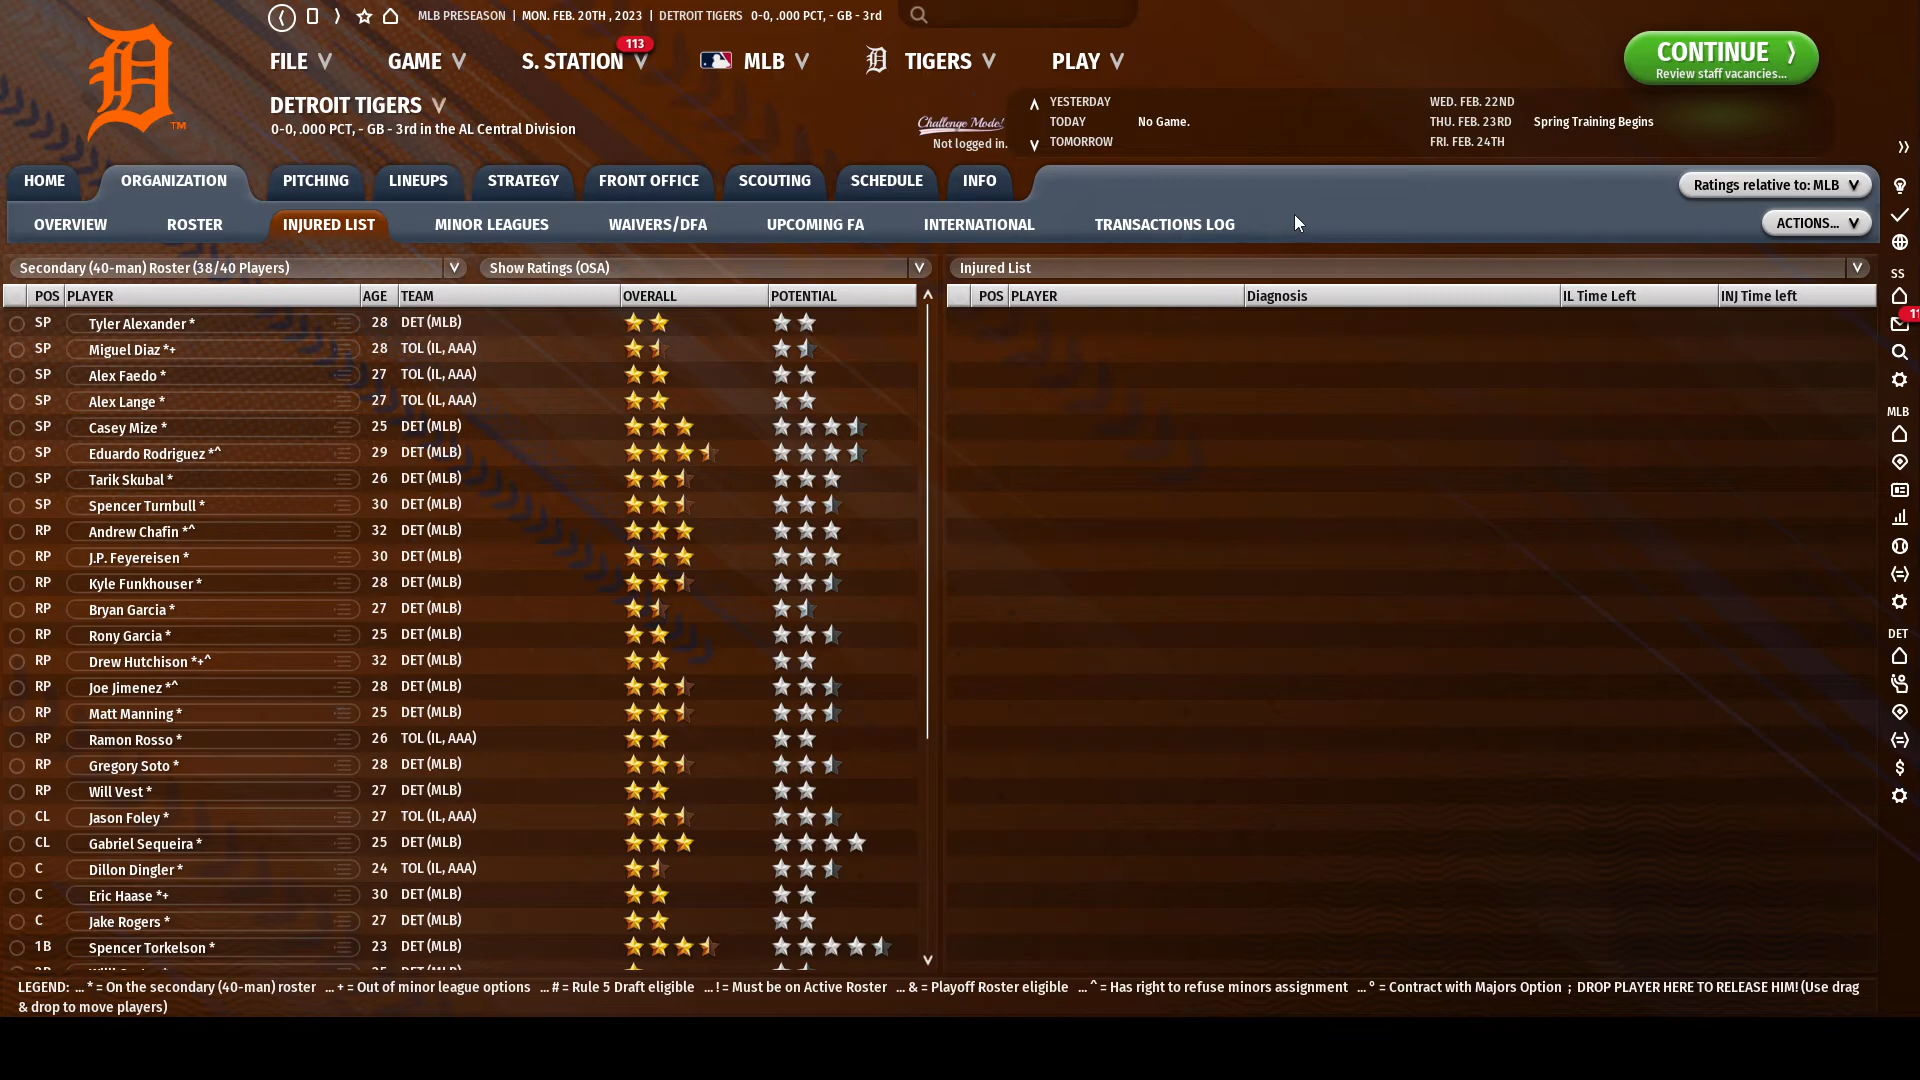 MLB PRESEASON | MON. FEB. 20TH , 2023 | DETROIT TIGERS 0-0, .000 PCT, - GB - 3rd
FILE GAME S. STATION 113 MLB TIGERS PLAY
CONTINUE
Review staff vacancies...
DETROIT TIGERS
0-0, .000 PCT, - GB - 3rd in the AL Central Division
TM
Challenge Mode!
Not logged in.
YESTERDAY WED. FEB. 22ND
TODAY No Game. THU. FEB. 23RD Spring Training Begins
TOMORROW FRI. FEB. 24TH
HOME ORGANIZATION PITCHING LINEUPS STRATEGY FRONT OFFICE SCOUTING SCHEDULE INFO
Ratings relative to: MLB
OVERVIEW ROSTER INJURED LIST MINOR LEAGUES WAIVERS/DFA UPCOMING FA INTERNATIONAL TRANSACTIONS LOG
ACTIONS...
Secondary (40-man) Roster (38/40 Players) Show Ratings (OSA) Injured List
POS PLAYER AGE TEAM OVERALL POTENTIAL
POS PLAYER Diagnosis IL Time Left INJ Time left
SP Tyler Alexander * 28 DET (MLB)
SP Miguel Diaz *+ 28 TOL (IL, AAA)
SP Alex Faedo * 27 TOL (IL, AAA)
SP Alex Lange * 27 TOL (IL, AAA)
SP Casey Mize * 25 DET (MLB)
SP Eduardo Rodriguez *^ 29 DET (MLB)
SP Tarik Skubal * 26 DET (MLB)
SP Spencer Turnbull * 30 DET (MLB)
RP Andrew Chafin *^ 32 DET (MLB)
RP J.P. Feyereisen * 30 DET (MLB)
RP Kyle Funkhouser * 28 DET (MLB)
RP Bryan Garcia * 27 DET (MLB)
RP Rony Garcia * 25 DET (MLB)
RP Drew Hutchison *+^ 32 DET (MLB)
RP Joe Jimenez *^ 28 DET (MLB)
RP Matt Manning * 25 DET (MLB)
RP Ramon Rosso * 26 TOL (IL, AAA)
RP Gregory Soto * 28 DET (MLB)
RP Will Vest * 27 DET (MLB)
CL Jason Foley * 27 TOL (IL, AAA)
CL Gabriel Sequeira * 25 DET (MLB)
C Dillon Dingler * 24 TOL (IL, AAA)
C Eric Haase *+ 30 DET (MLB)
C Jake Rogers * 27 DET (MLB)
1B Spencer Torkelson * 23 DET (MLB)
SS
11
MLB
DET
$
LEGEND: ... * = On the secondary (40-man) roster ... + = Out of minor league options ... # = Rule 5 Draft eligible ... ! = Must be on Active Roster ... & = Playoff Roster eligible ... ^ = Has right to refuse minors assignment ... ° = Contract with Majors Option ; DROP PLAYER HERE TO RELEASE HIM! (Use drag
& drop to move players)